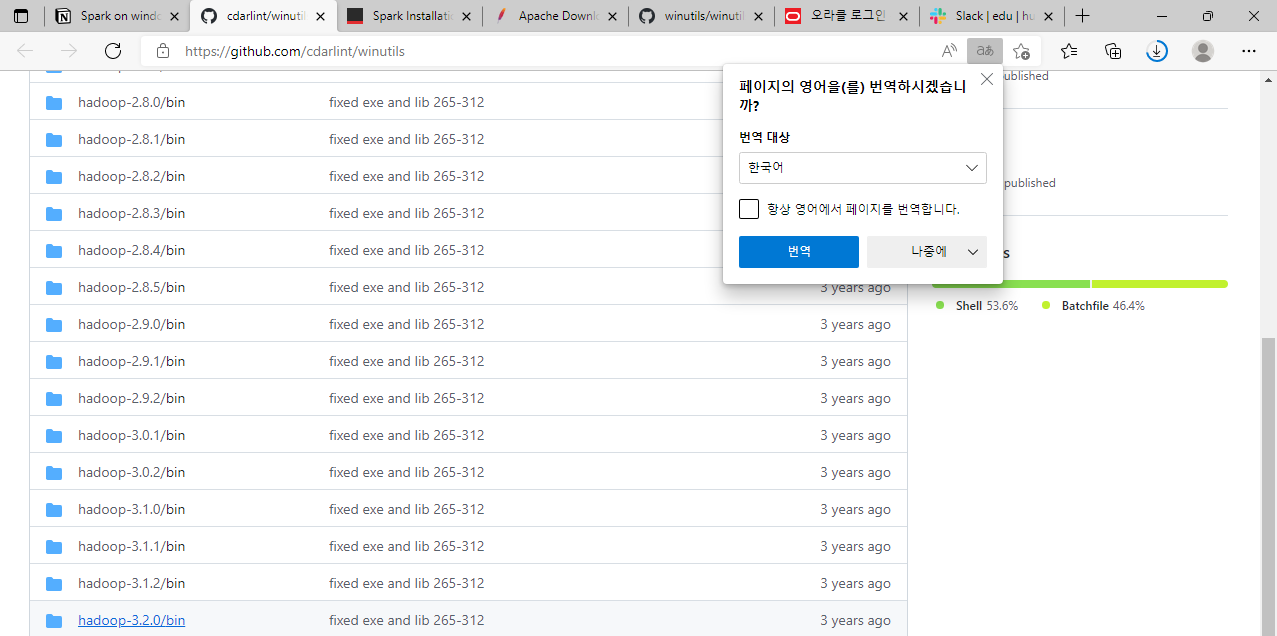 Spark on windo
cdarlint/winutil
Spark Installatio
Apache Downlo
winutils/winutil
오라클 로그인
Slack | edu | hu
https://github.com/cdarlint/winutils
hadoop-2.8.0/bin fixed exe and lib 265-312
hadoop-2.8.1/bin fixed exe and lib 265-312
hadoop-2.8.2/bin fixed exe and lib 265-312
hadoop-2.8.3/bin fixed exe and lib 265-312
hadoop-2.8.4/bin fixed exe and lib 265-312
hadoop-2.8.5/bin fixed exe and lib 265-312 3 years ago
hadoop-2.9.0/bin fixed exe and lib 265-312 3 years ago
hadoop-2.9.1/bin fixed exe and lib 265-312 3 years ago
hadoop-2.9.2/bin fixed exe and lib 265-312 3 years ago
hadoop-3.0.1/bin fixed exe and lib 265-312 3 years ago
hadoop-3.0.2/bin fixed exe and lib 265-312 3 years ago
hadoop-3.1.0/bin fixed exe and lib 265-312 3 years ago
hadoop-3.1.1/bin fixed exe and lib 265-312 3 years ago
hadoop-3.1.2/bin fixed exe and lib 265-312 3 years ago
hadoop-3.2.0/bin fixed exe and lib 265-312 3 years ago
페이지의 영어을(를) 번역하시겠습니
까?
번역 대상
한국어
항상 영어에서 페이지를 번역합니다.
번역 나중에
published
published
s
Shell 53.6% Batchfile 46.4%